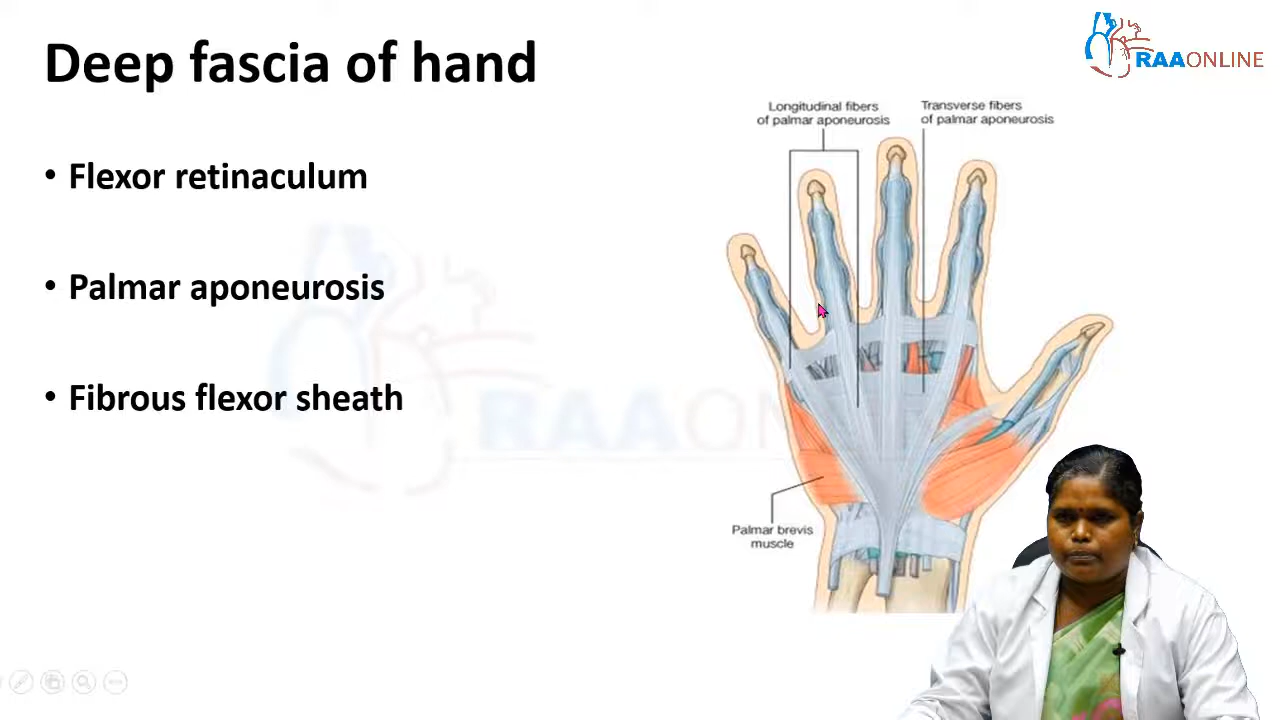 Deep fascia of hand
RAAONLINE
• Flexor retinaculum
• Palmar aponeurosis
• Fibrous flexor sheath
Longitudinal fibers
of palmar aponeurosis
Transverse fibers
of palmar aponeurosis
Palmar brevis
muscle
RAAON